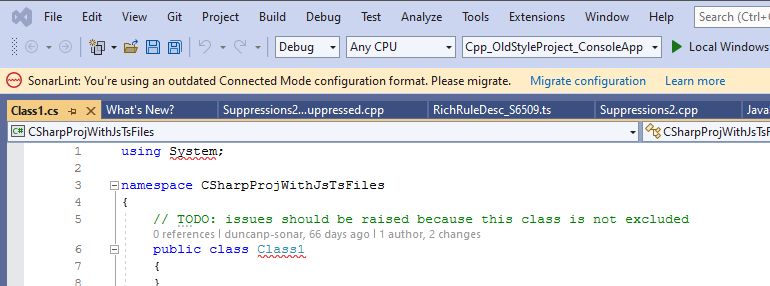 File Edit View Git Project Build Debug Test Analyze Tools Extensions Window Help Search (Ctrl
Debug Any CPU Cpp_OldStyleProject_ConsoleApp Local Windows
SonarLint: You're using an outdated Connected Mode configuration format. Please migrate. Migrate configuration Learn more
Class1.cs What's New? Suppressions2...uppressed.cpp RichRuleDesc_S6509.ts Suppressions2.cpp Java
C# CSharpProjWithJsTsFiles CSharpProjWithJsTsF
1 using System;
2
3 namespace CSharpProjWithJsTsFiles
4 {
5 // TODO: issues should be raised because this class is not excluded
0 references | duncanp-sonar, 66 days ago | 1 author, 2 changes
6 public class Class1
7 {
8 }